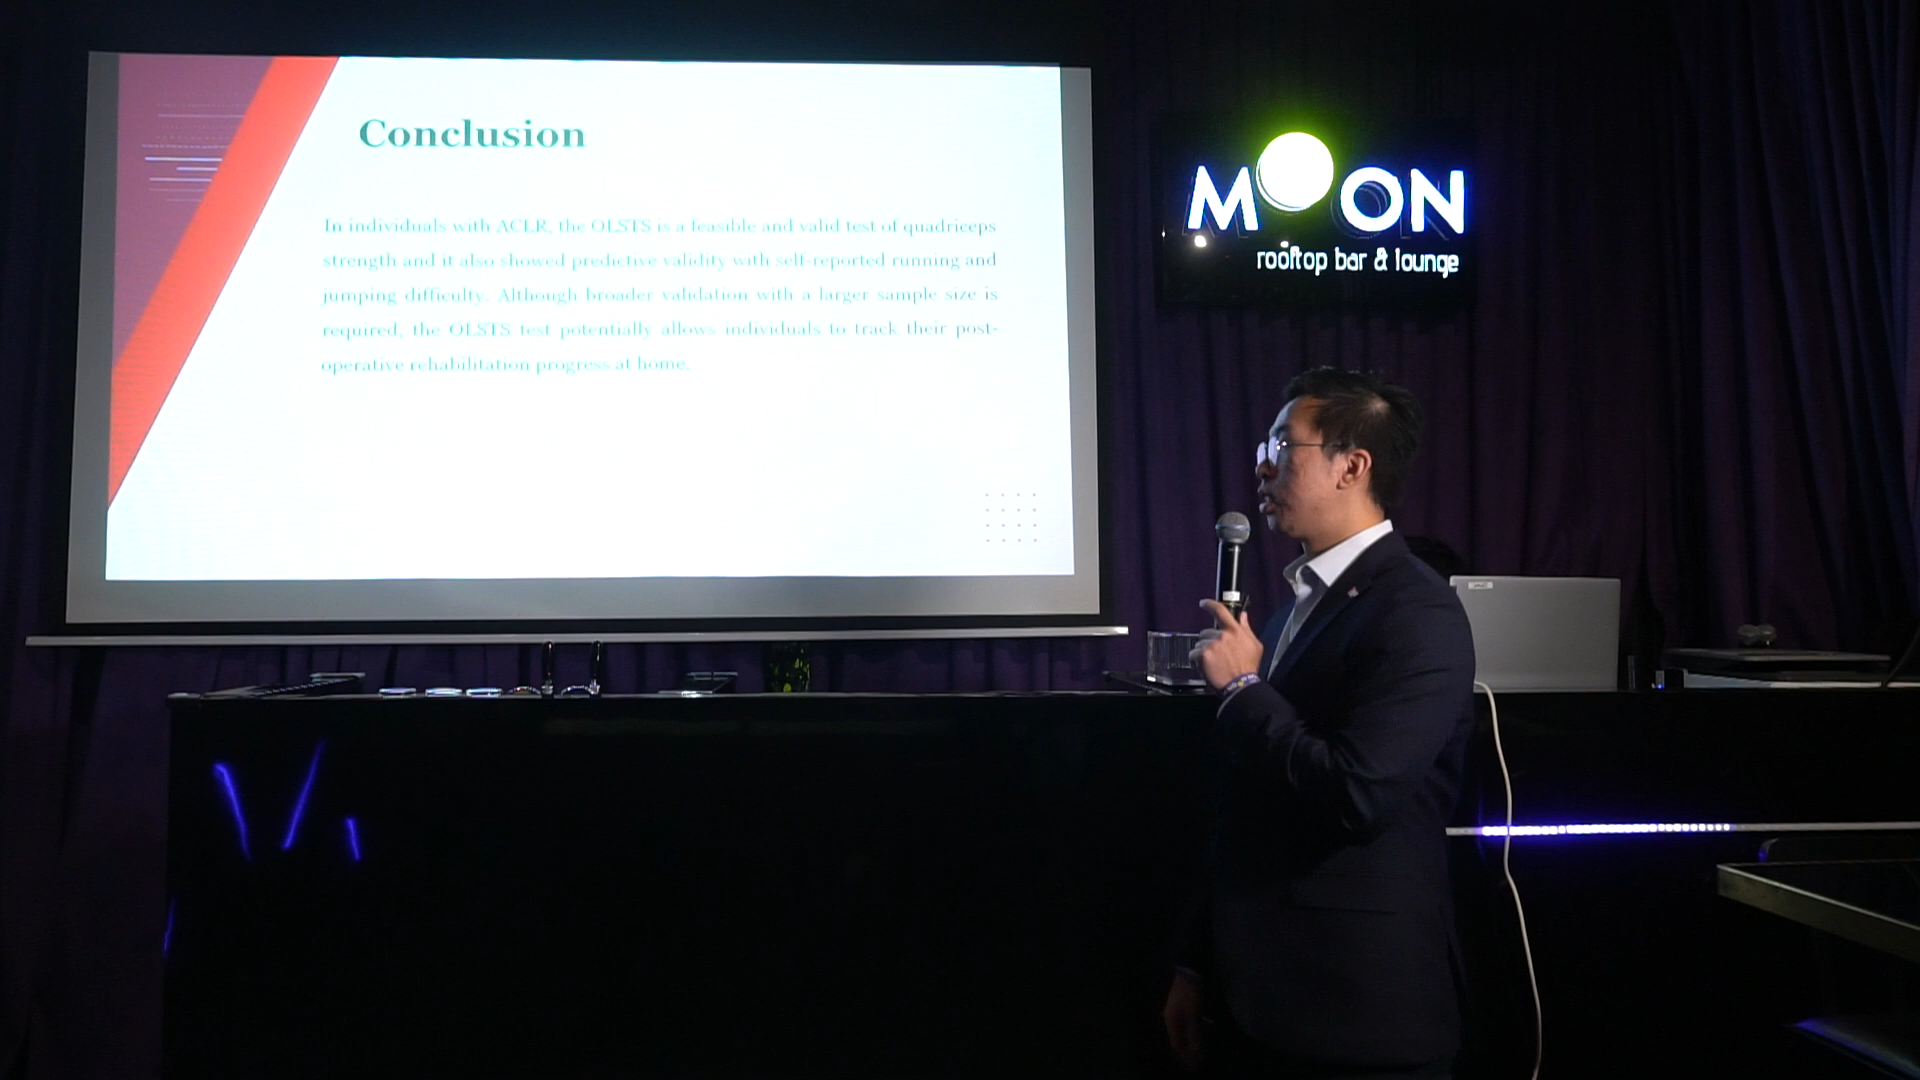 Conclusion
In individuals with ACLR, the OLSTS is a feasible and valid test of quadriceps
strength and it also showed predictive validity with self-reported running and
jumping difficulty. Although broader validation with a larger sample size is
required, the OLSTS test potentially allows individuals to track their post-
operative rehabilitation progress at home.
MOON
rooftop bar & lounge